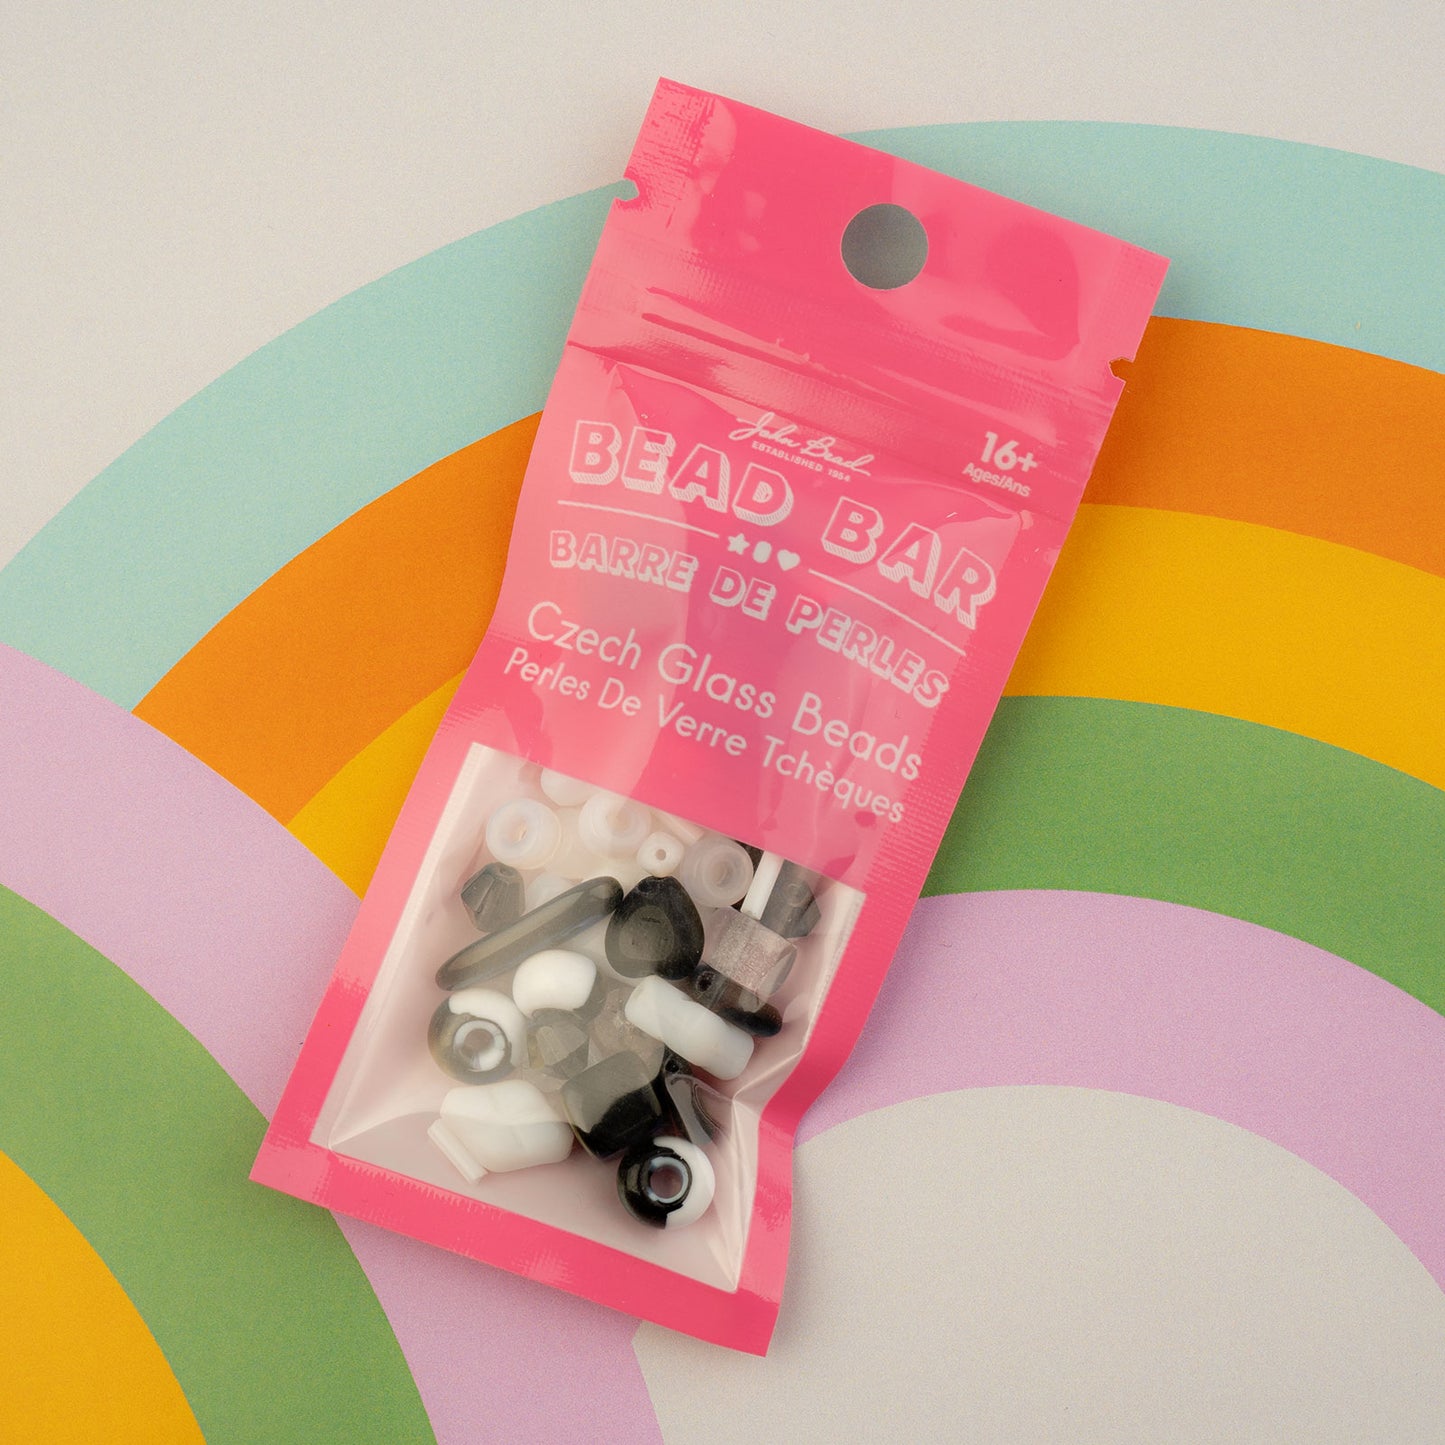 John Bead
ESTABLISHED 1954
16+
Ages/Ans
BEAD BAR
BARRE DE PERLES
Czech Glass Beads
Perles De Verre Tchèques